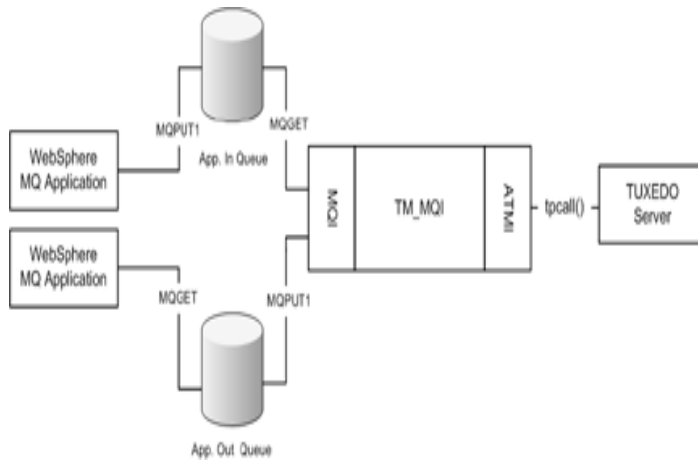 MQPUT1
MQGET
App. In Queue
WebSphere
MQ Application
MQI
TM_MQI
ATMI
tpcall()
TUXEDO
Server
WebSphere
MQ Application
MQGET
MQPUT1
App. Out Queue